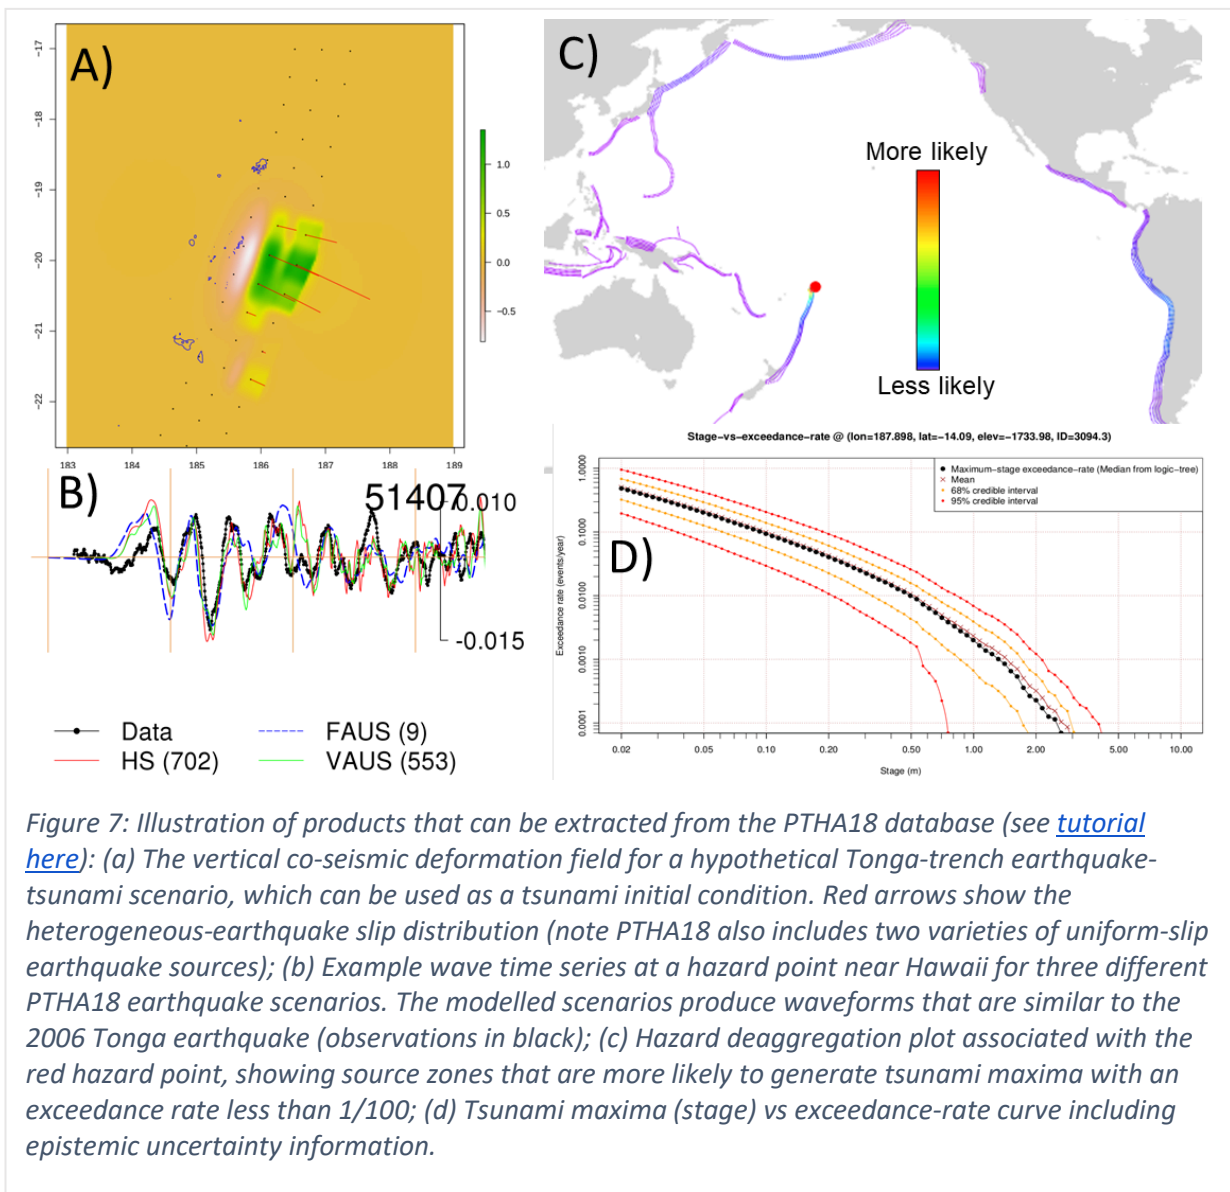 A)
-17
-18
-19
-20
-21
-22
183
184
185
186
187
188
189
1.0
0.5
0.0
-0.5
C)
More likely
Less likely
B)
51407
0.010
-0.015
Data
FAUS (9)
HS (702)
VAUS (553)
Stage-vs-exceedance-rate @ (lon=187.898, lat=-14.09, elev=-1733.98, ID=3094.3)
D)
Maximum-stage exceedance-rate (Median from logic-tree)
Mean
68% credible interval
95% credible interval
Exceedance rate (events/year)
1.0000
0.1000
0.0100
0.0010
0.0001
0.02
0.05
0.10
0.20
0.50
1.00
2.00
5.00
10.00
Stage (m)
Figure 7: Illustration of products that can be extracted from the PTHA18 database (see tutorial
here): (a) The vertical co-seismic deformation field for a hypothetical Tonga-trench earthquake-
tsunami scenario, which can be used as a tsunami initial condition. Red arrows show the
heterogeneous-earthquake slip distribution (note PTHA18 also includes two varieties of uniform-slip
earthquake sources); (b) Example wave time series at a hazard point near Hawaii for three different
PTHA18 earthquake scenarios. The modelled scenarios produce waveforms that are similar to the
2006 Tonga earthquake (observations in black); (c) Hazard deaggregation plot associated with the
red hazard point, showing source zones that are more likely to generate tsunami maxima with an
exceedance rate less than 1/100; (d) Tsunami maxima (stage) vs exceedance-rate curve including
epistemic uncertainty information.